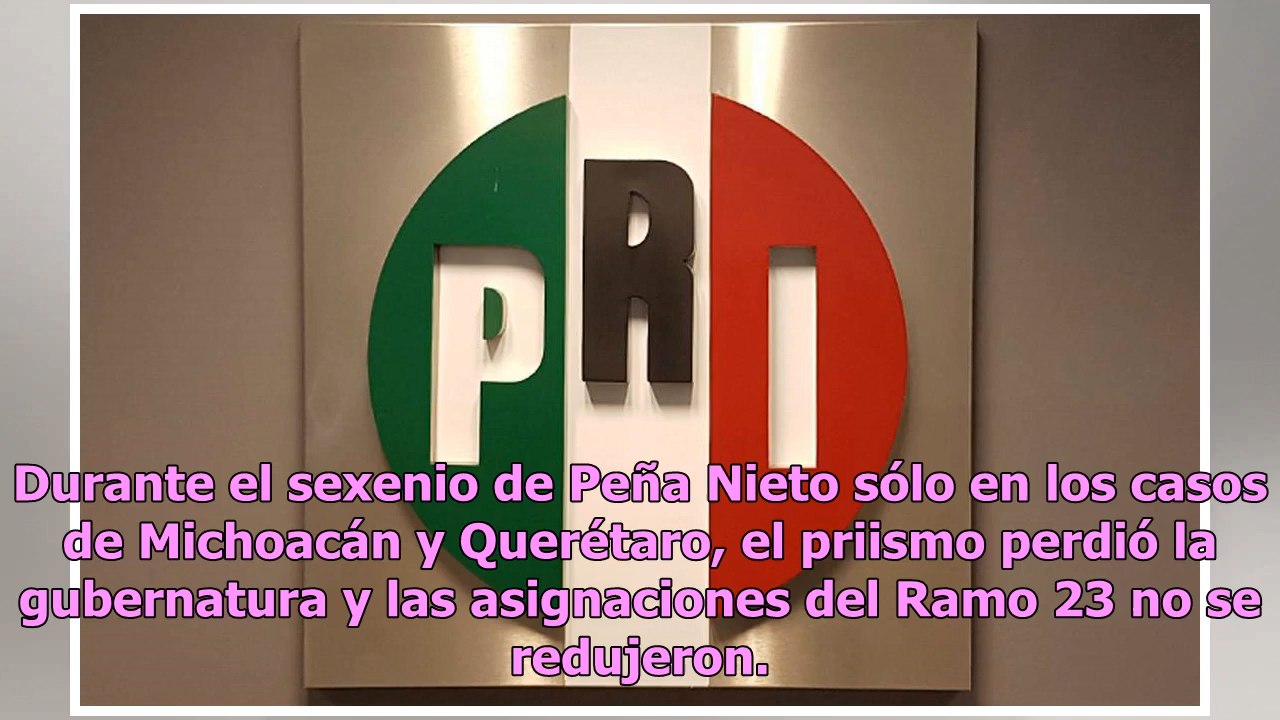 PRI
Durante el sexenio de Peña Nieto sólo en los casos
de Michoacán y Querétaro, el priismo perdió la
gubernatura y las asignaciones del Ramo 23 no se
redujeron.